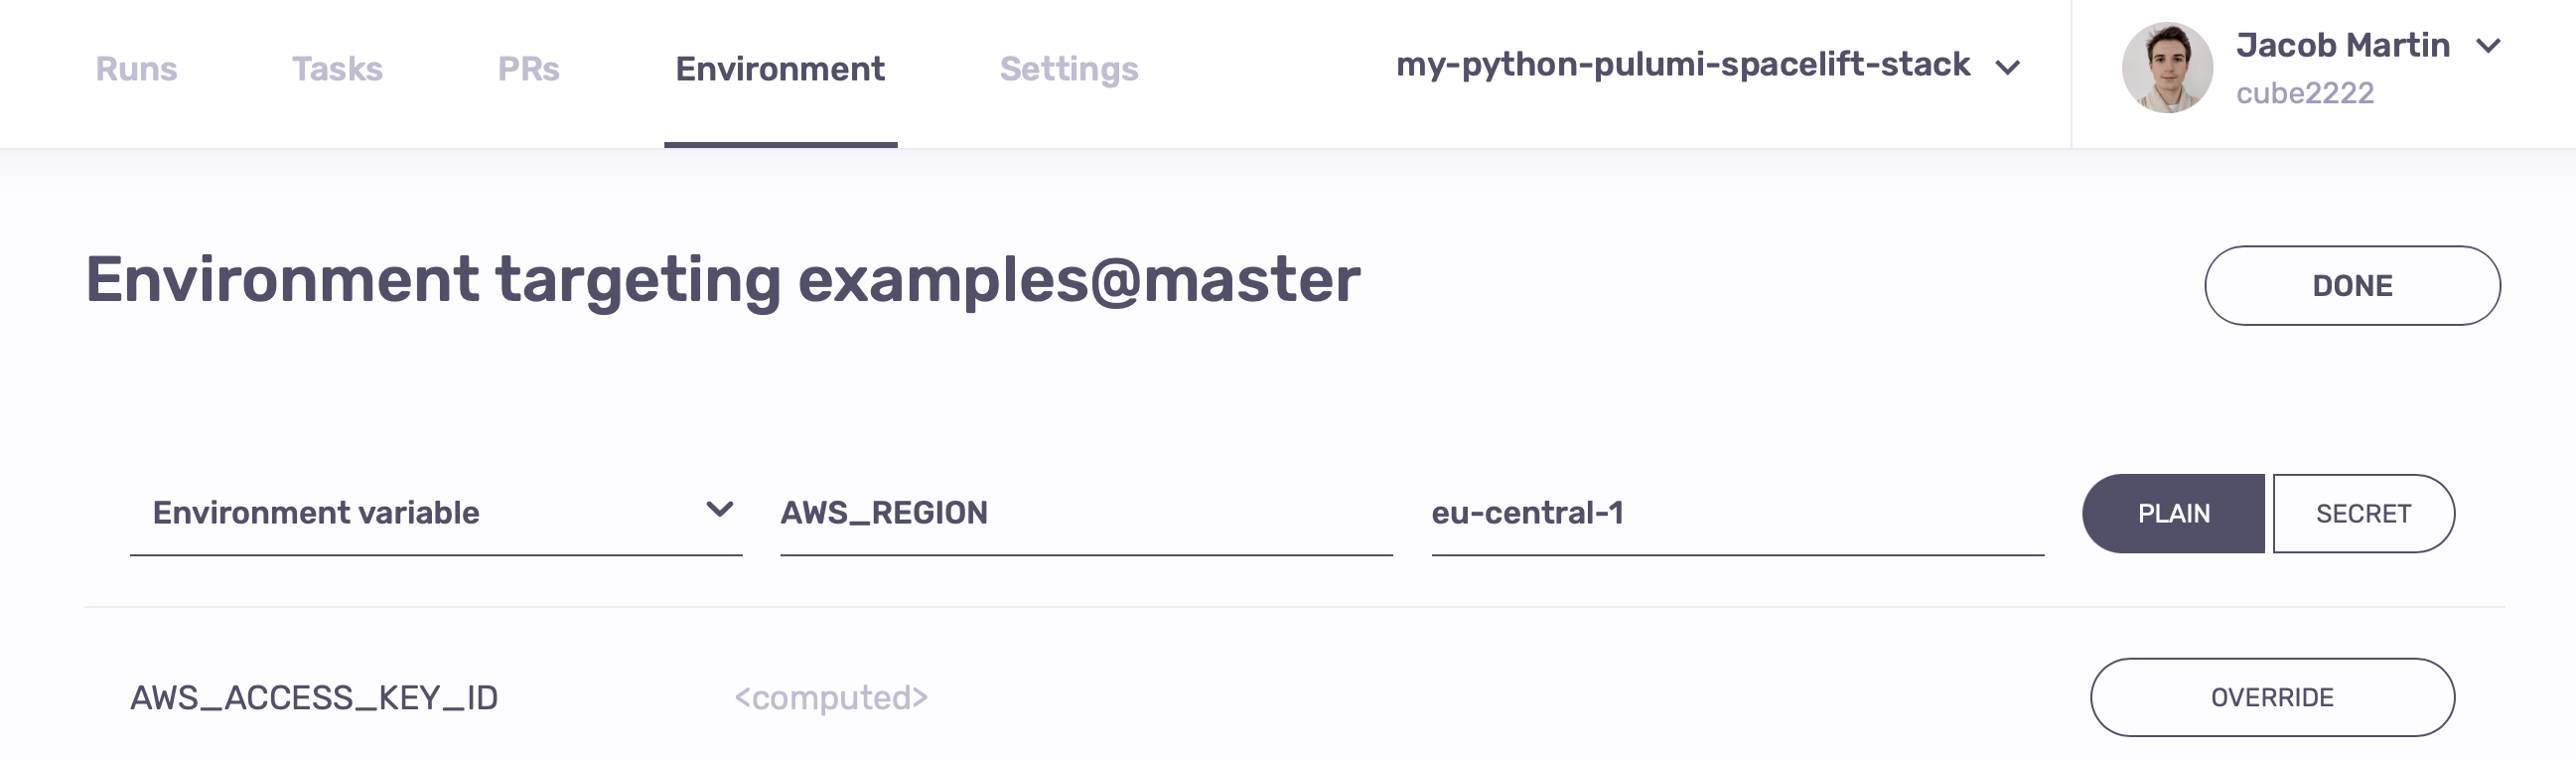 Runs Tasks PRs Environment Settings my-python-pulumi-spacelift-stack Jacob Martin
cube2222
Environment targeting examples@master DONE
Environment variable AWS_REGION eu-central-1 PLAIN SECRET
AWS_ACCESS_KEY_ID <computed> OVERRIDE